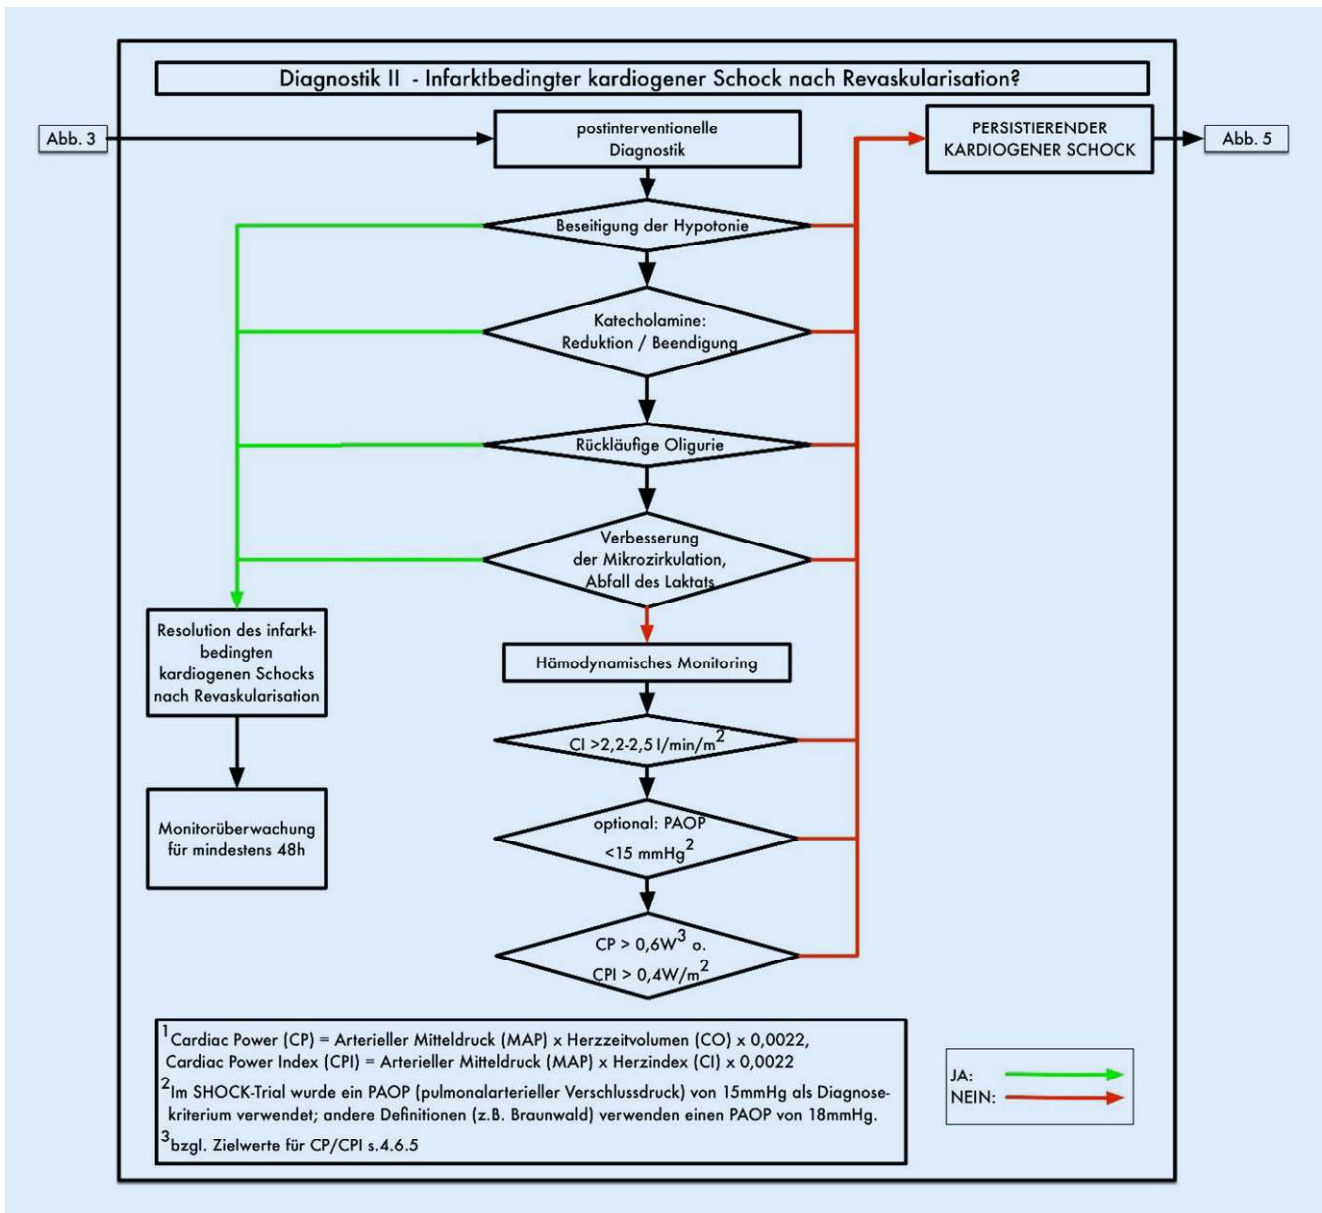 Diagnostik II - Infarktbedingter kardiogener Schock nach Revaskularisation?
Abb. 3
postinterventionelle
Diagnostik
PERSISTIERENDER
KARDIOGENER SCHOCK
Abb. 5
Beseitigung der Hypotonie
Katecholamine:
Reduktion / Beendigung
Rückläufige Oligurie
Verbesserung
der Mikrozirkulation,
Abfall des Laktats
Resolution des infarkt-
bedingten
kardiogenen Schocks
nach Revaskularisation
Hämodynamisches Monitoring
CI >2,2-2,5 l/min/m²
Monitorüberwachung
für mindestens 48h
optional: PAOP
<15 mmHg²
CP > 0,6W³ o.
CPI > 0,4W/m²
¹Cardiac Power (CP) = Arterieller Mitteldruck (MAP) x Herzzeitvolumen (CO) x 0,0022,
Cardiac Power Index (CPI) = Arterieller Mitteldruck (MAP) x Herzindex (CI) x 0,0022
²Im SHOCK-Trial wurde ein PAOP (pulmonalarterieller Verschlussdruck) von 15mmHg als Diagnose-
kriterium verwendet; andere Definitionen (z.B. Braunwald) verwenden einen PAOP von 18mmHg.
³bzgl. Zielwerte für CP/CPI s.4.6.5
JA:
NEIN: